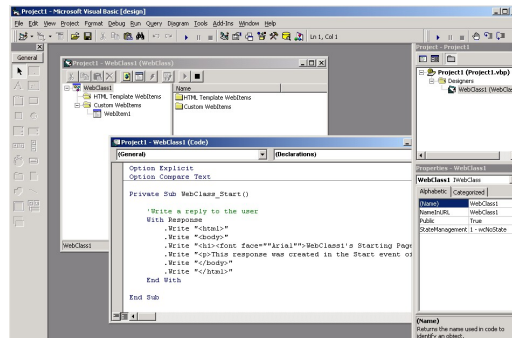 Project1 - Microsoft Visual Basic [design]
File Edit View Project Format Debug Run Query Diagram Tools Add-Ins Window Help
Ln 1, Col 1
General
Project1 - WebClass1 (WebClass)
WebClass1
HTML Template WebItems
Custom WebItems
WebItem1
Name
HTML Template WebItems
Custom WebItems
WebClass1
Project1 - WebClass1 (Code)
(General)
(Declarations)
Option Explicit
Option Compare Text
Private Sub WebClass_Start()
'Write a reply to the user
With Response
.Write "<html>"
.Write "<body>"
.Write "<h1><font face=""Arial"">WebClass1's Starting Page
.Write "<p>This response was created in the Start event of
.Write "</body>"
.Write "</html>"
End With
End Sub
Project - Project1
Project1 (Project1.vbp)
Designers
WebClass1 (WebClas
Properties - WebClass1
WebClass1 IWebClass
Alphabetic Categorized
(Name) WebClass1
NameInURL WebClass1
Public True
StateManagement 1 - wcNoState
(Name)
Returns the name used in code to
identify an object.